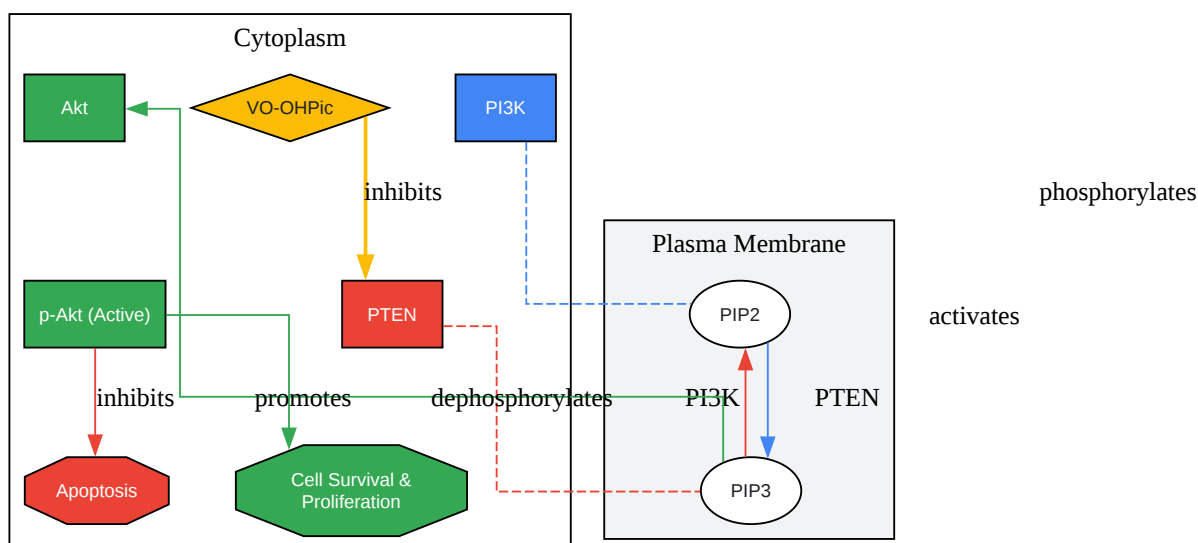 Cytoplasm
Akt
VO-OHPic
PI3K
inhibits
phosphorylates
Plasma Membrane
p-Akt (Active)
PTEN
PIP2
activates
inhibits
promotes
dephosphorylates
PI3K
PTEN
Apoptosis
Cell Survival &
Proliferation
PIP3